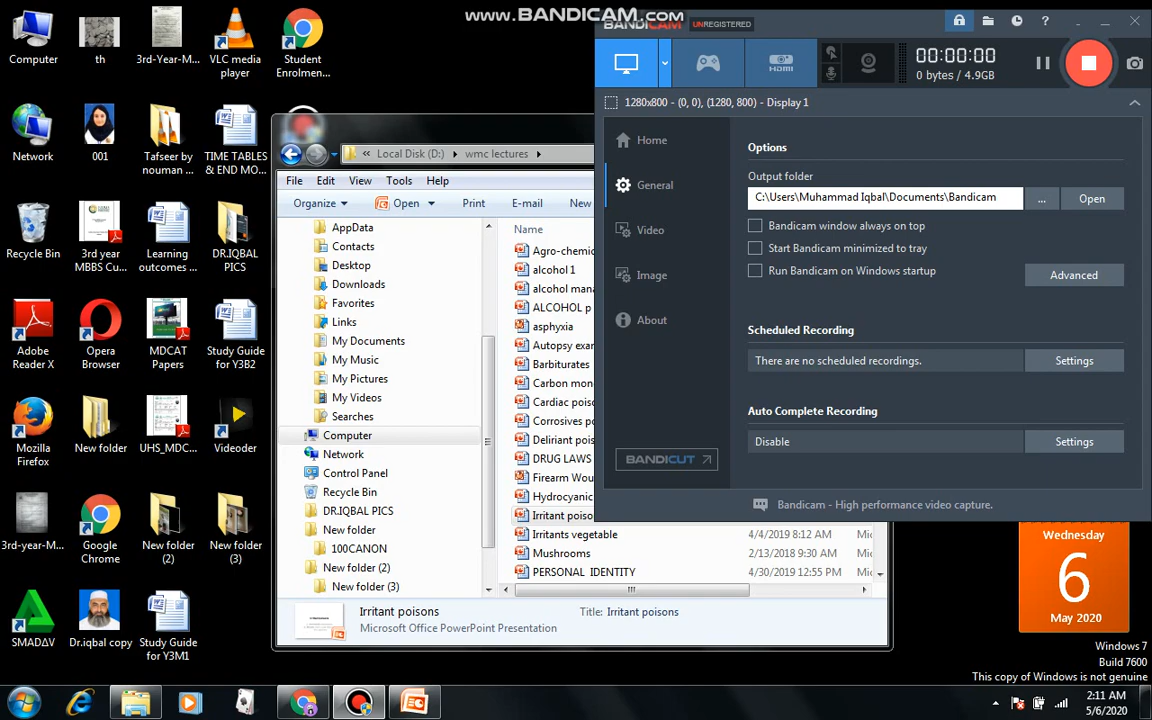 www.BANDICAM.com
BANDICAM UNREGISTERED
00:00:00
0 bytes / 4.9GB
1280x800 - (0, 0), (1280, 800) - Display 1
Home
General
Video
Image
About
BANDICUT
Options
Output folder
C:\Users\Muhammad Iqbal\Documents\Bandicam
...
Open
Bandicam window always on top
Start Bandicam minimized to tray
Run Bandicam on Windows startup
Advanced
Scheduled Recording
There are no scheduled recordings.
Settings
Auto Complete Recording
Disable
Settings
Bandicam - High performance video capture.
Computer
th
3rd-Year-M...
VLC media player
Student Enrolmen...
Network
001
Tafseer by nouman ...
TIME TABLES & END MO...
Recycle Bin
3rd year MBBS Cu...
Learning outcomes ...
DR.IQBAL PICS
Adobe Reader X
Opera Browser
MDCAT Papers
Study Guide for Y3B2
Mozilla Firefox
New folder
UHS_MDC...
Videoder
3rd-year-M...
Google Chrome
New folder (2)
New folder (3)
SMADAV
Dr.iqbal copy
Study Guide for Y3M1
Local Disk (D:)
wmc lectures
File Edit View Tools Help
Organize Open Print E-mail New
AppData
Contacts
Desktop
Downloads
Favorites
Links
My Documents
My Music
My Pictures
My Videos
Searches
Computer
Network
Control Panel
Recycle Bin
DR.IQBAL PICS
New folder
100CANON
New folder (2)
New folder (3)
Name
Agro-chemic
alcohol 1
alcohol man
ALCOHOL p
asphyxia
Autopsy exar
Barbiturates
Carbon mon
Cardiac poiso
Corrosives po
Deliriant pois
DRUG LAWS
Firearm Wou
Hydrocyanic
Irritant poiso
Irritants vegetable 4/4/2019 8:12 AM Mic
Mushrooms 2/13/2018 9:30 AM Mic
PERSONAL IDENTITY 4/30/2019 12:55 PM Mic
Irritant poisons Title: Irritant poisons
Microsoft Office PowerPoint Presentation
Wednesday
6
May 2020
Windows 7
Build 7600
This copy of Windows is not genuine
2:11 AM
5/6/2020